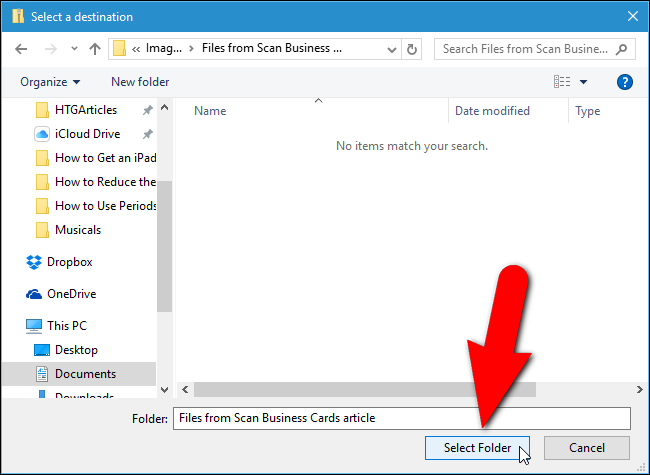 Select a destination
« Imag... › Files from Scan Business ...
Search Files from Scan Busine...
Organize
New folder
HTGArticles
iCloud Drive
How to Get an iPad
How to Reduce the
How to Use Periods
Musicals
Dropbox
OneDrive
This PC
Desktop
Documents
Downloads
Name Date modified Type
No items match your search.
Folder: Files from Scan Business Cards article
Select Folder Cancel